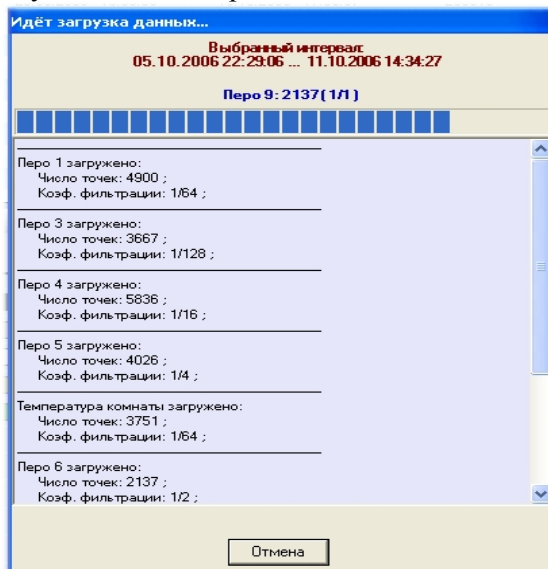 Идёт загрузка данных...
Выбранный интервал:
05.10.2006 22:29:06 ... 11.10.2006 14:34:27
Перо 9: 2137 ( 1/1 )
Перо 1 загружено:
Число точек: 4900 ;
Коэф. фильтрации: 1/64 ;
Перо 3 загружено:
Число точек: 3667 ;
Коэф. фильтрации: 1/128 ;
Перо 4 загружено:
Число точек: 5836 ;
Коэф. фильтрации: 1/16 ;
Перо 5 загружено:
Число точек: 4026 ;
Коэф. фильтрации: 1/4 ;
Температура комнаты загружено:
Число точек: 3751 ;
Коэф. фильтрации: 1/64 ;
Перо 6 загружено:
Число точек: 2137 ;
Коэф. фильтрации: 1/2 ;
Отмена